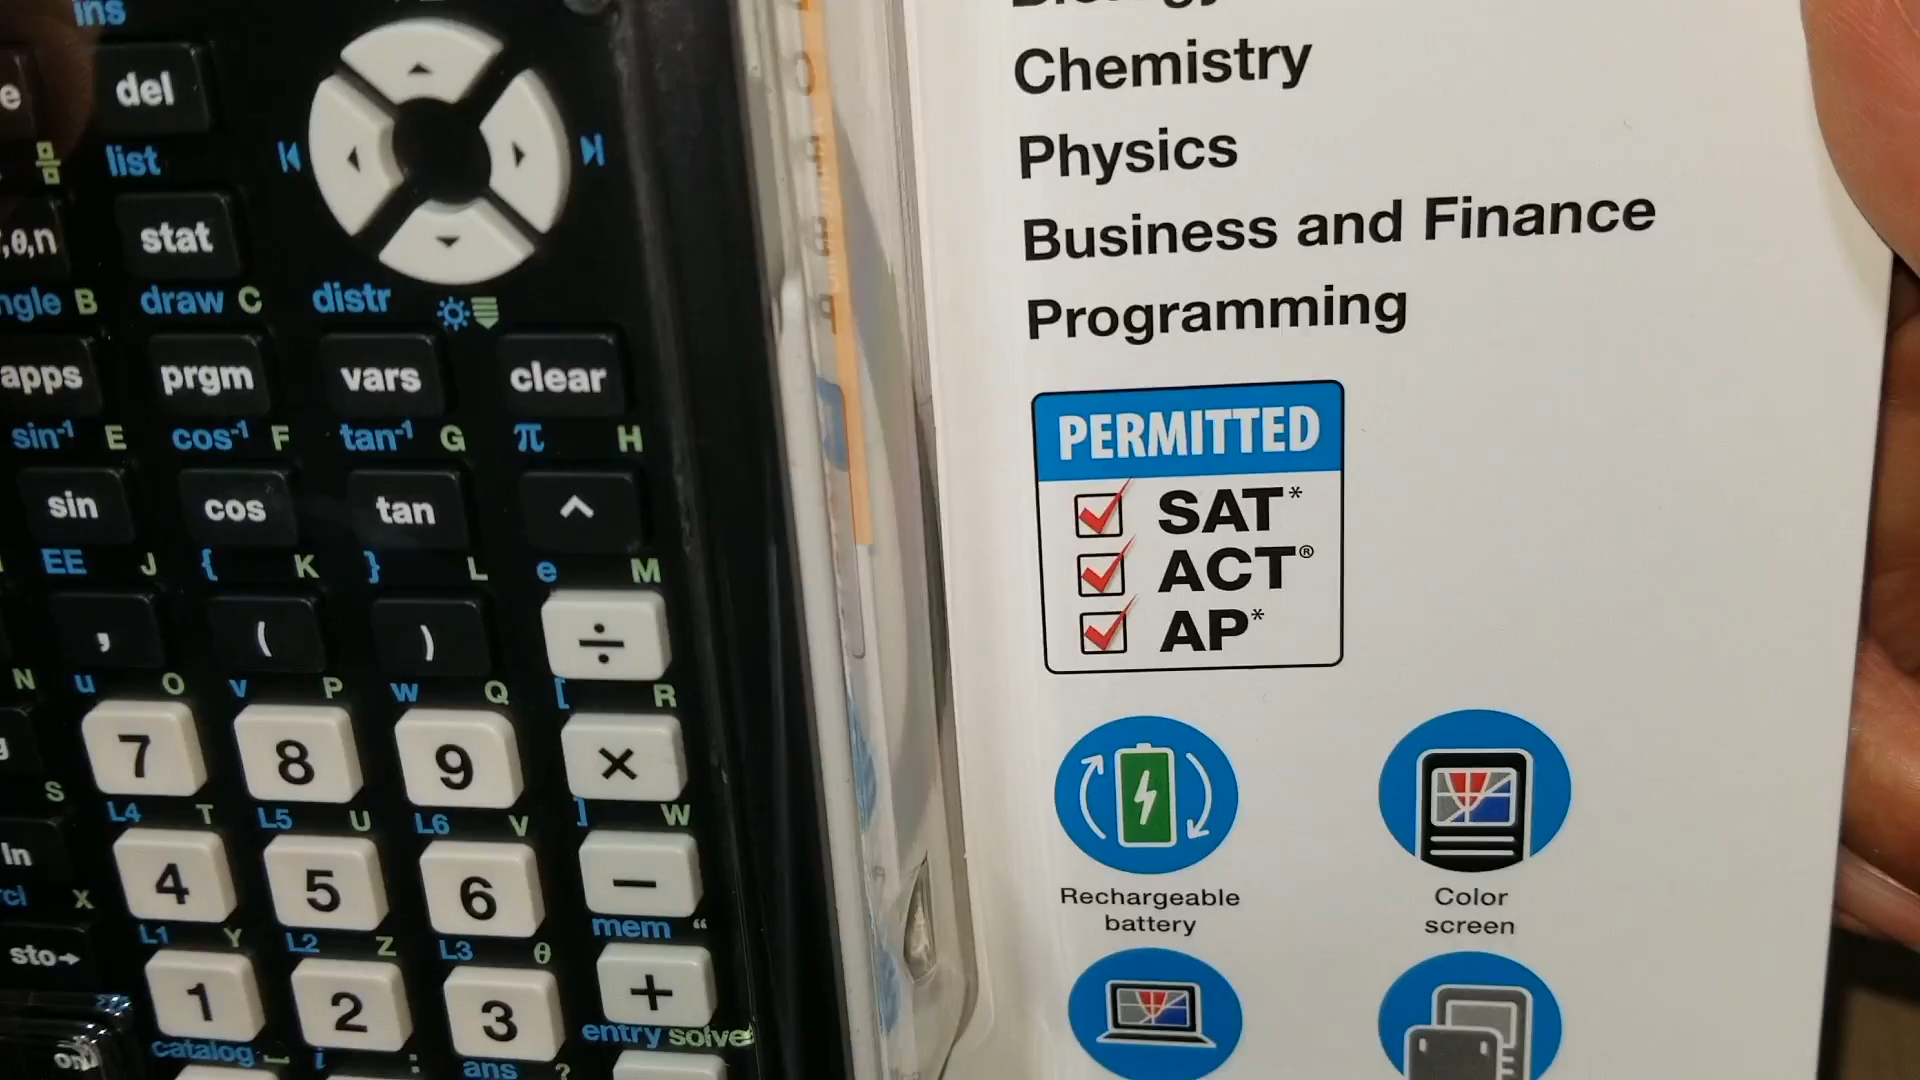 ins
del
list
stat
draw C
distr
B
apps
prgm
vars
clear
sin-1 E
cos-1 F
tan-1 G
π H
sin
cos
tan
^
EE J
{ K
} L
e M
,
(
)
÷
N
u O
v P
w Q
[ R
7
8
9
×
S
L4 T
L5 U
L6 V
] W
ln
4
5
6
−
X
L1 Y
L2 Z
L3 θ
mem “
sto→
1
2
3
+
on
catalog
i :
ans ?
entry solve
Chemistry
Physics
Business and Finance
Programming
PERMITTED
SAT*
ACT®
AP*
Rechargeable
battery
Color
screen